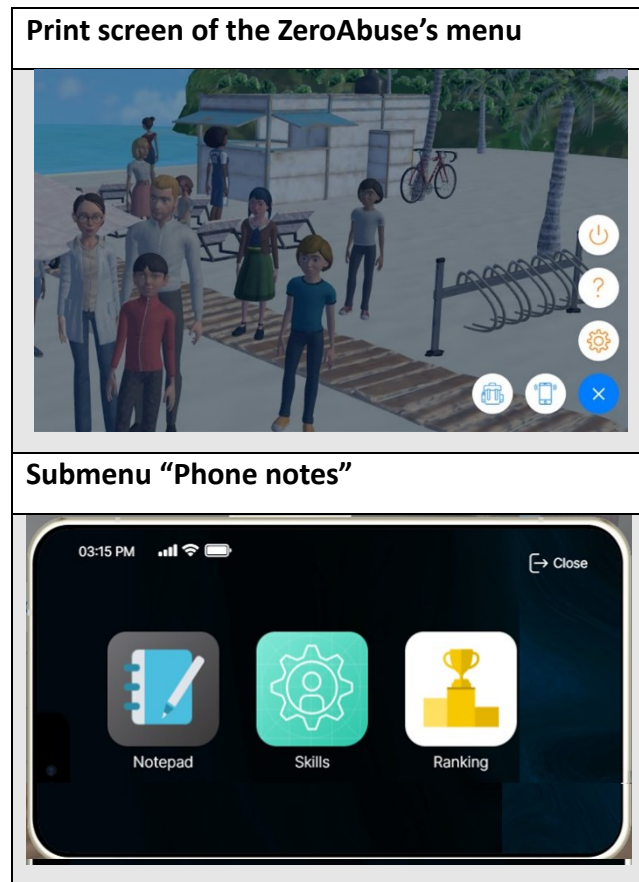 Print screen of the ZeroAbuse’s menu
?
Submenu “Phone notes”
03:15 PM
Close
Notepad
Skills
Ranking